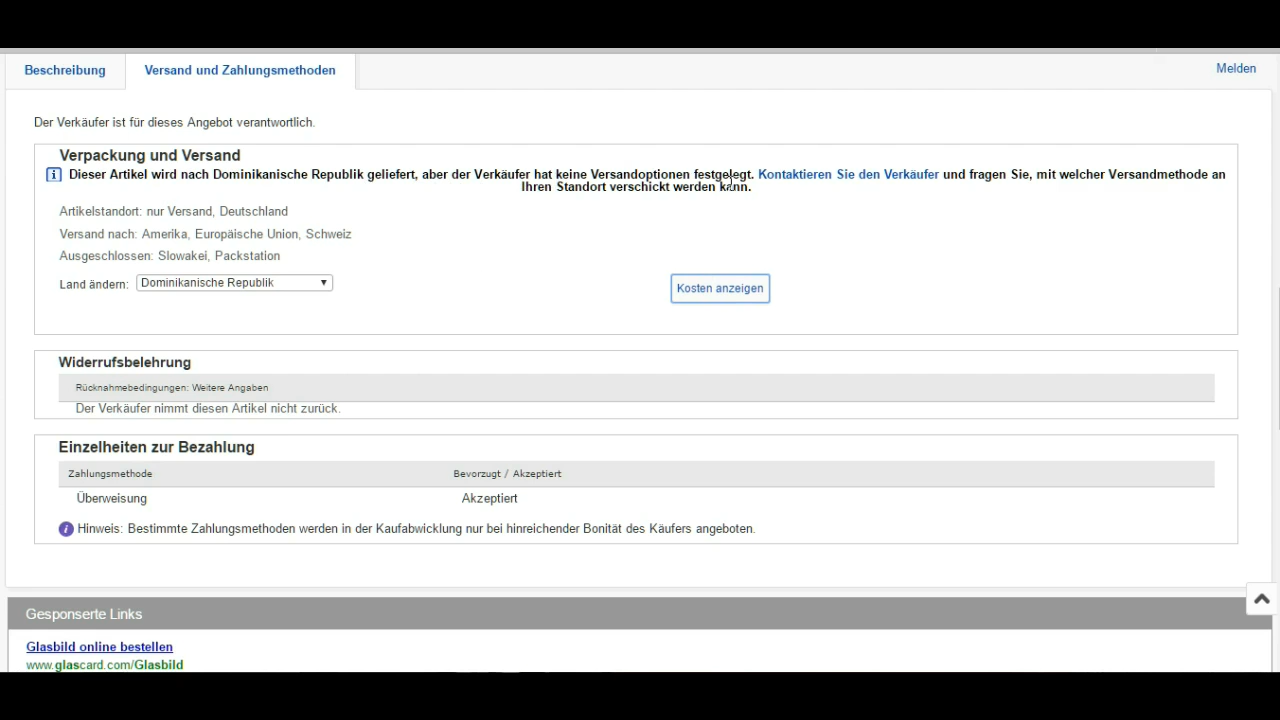 Beschreibung
Versand und Zahlungsmethoden
Melden
Der Verkäufer ist für dieses Angebot verantwortlich.
Verpackung und Versand
Dieser Artikel wird nach Dominikanische Republik geliefert, aber der Verkäufer hat keine Versandoptionen festgelegt. Kontaktieren Sie den Verkäufer und fragen Sie, mit welcher Versandmethode an
Ihren Standort verschickt werden kann.
Artikelstandort: nur Versand, Deutschland
Versand nach: Amerika, Europäische Union, Schweiz
Ausgeschlossen: Slowakei, Packstation
Land ändern: Dominikanische Republik
Kosten anzeigen
Widerrufsbelehrung
Rücknahmebedingungen: Weitere Angaben
Der Verkäufer nimmt diesen Artikel nicht zurück.
Einzelheiten zur Bezahlung
Zahlungsmethode Bevorzugt / Akzeptiert
Überweisung Akzeptiert
Hinweis: Bestimmte Zahlungsmethoden werden in der Kaufabwicklung nur bei hinreichender Bonität des Käufers angeboten.
Gesponserte Links
Glasbild online bestellen
www.glascard.com/Glasbild